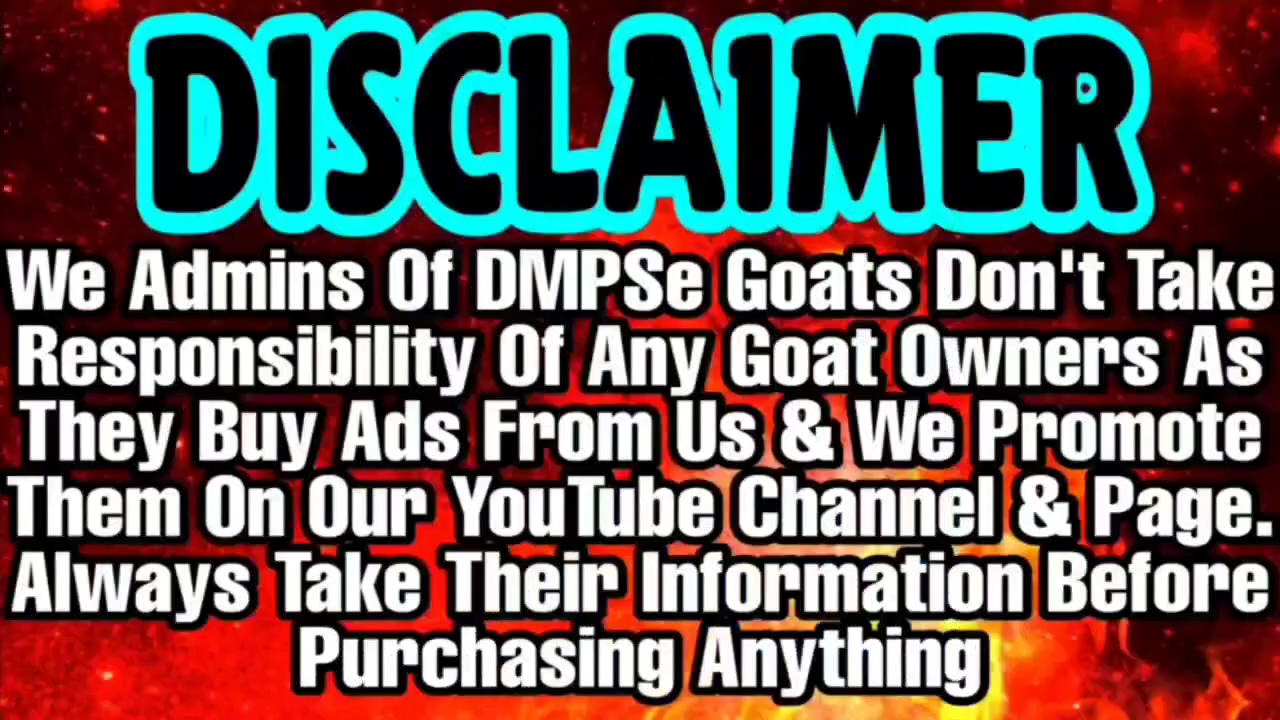 DISCLAIMER
We Admins Of DMPSe Goats Don't Take
Responsibility Of Any Goat Owners As
They Buy Ads From Us & We Promote
Them On Our YouTube Channel & Page.
Always Take Their Information Before
Purchasing Anything